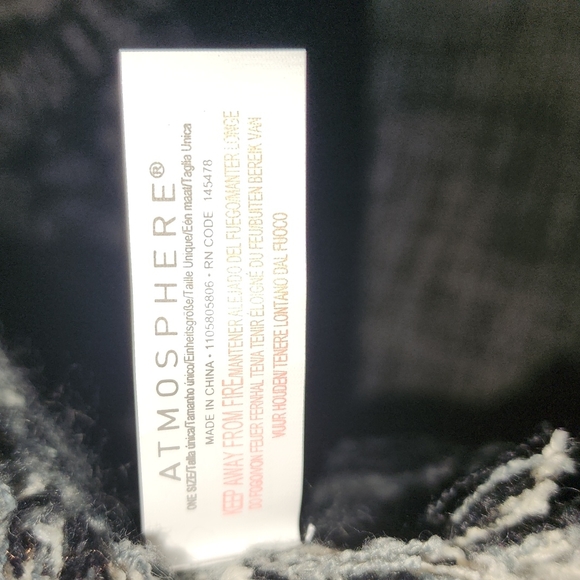 ATMOSPHERE®
ONE SIZE/Talla única/Tamanho único/Einheitsgröße/Taille Unique/Eén maat/Taglia Unica
MADE IN CHINA · 1105805806 · RN CODE 145478
KEEP AWAY FROM FIRE/MANTENER ALEJADO DEL FUEGO/MANTER LONGE
DO FOGO/VON FEUER FERNHALTEN/A TENIR ÉLOIGNÉ DU FEU/BUITEN BEREIK VAN
VUUR HOUDEN/TENERE LONTANO DAL FUOCO